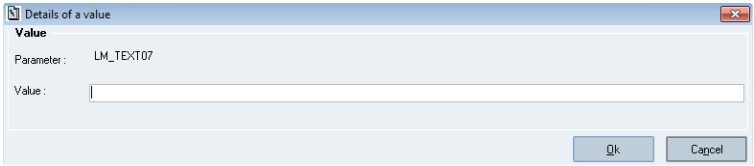 Details of a value
Value
Parameter : LM_TEXT07
Value :
Ok Cancel